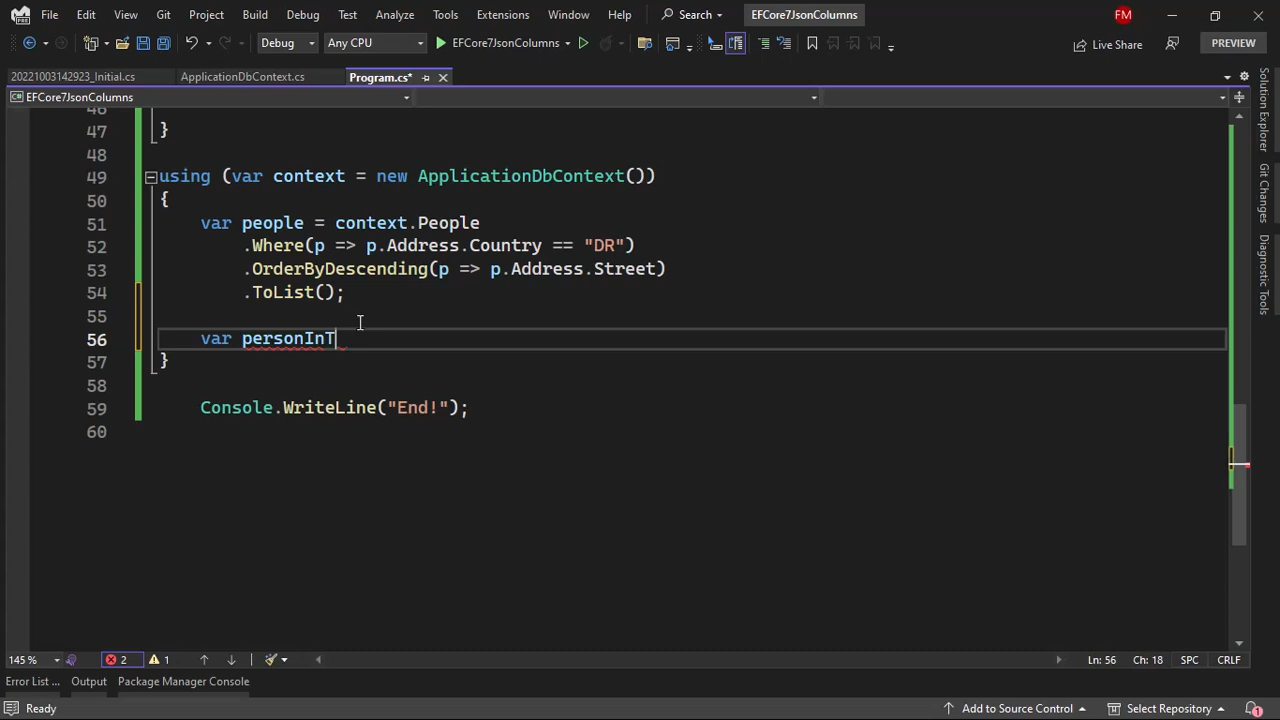 File Edit View Git Project Build Debug Test Analyze Tools Extensions Window Help Search EFCore7JsonColumns FM
Debug Any CPU EFCore7JsonColumns Live Share PREVIEW
20221003142923_Initial.cs ApplicationDbContext.cs Program.cs*
EFCore7JsonColumns
46
47 }
48
49 using (var context = new ApplicationDbContext())
50 {
51 var people = context.People
52 .Where(p => p.Address.Country == "DR")
53 .OrderByDescending(p => p.Address.Street)
54 .ToList();
55
56 var personInT
57 }
58
59 Console.WriteLine("End!");
60
Solution Explorer
Git Changes
Diagnostic Tools
145 % 2 1 Ln: 56 Ch: 18 SPC CRLF
Error List ... Output Package Manager Console
Ready Add to Source Control Select Repository 1